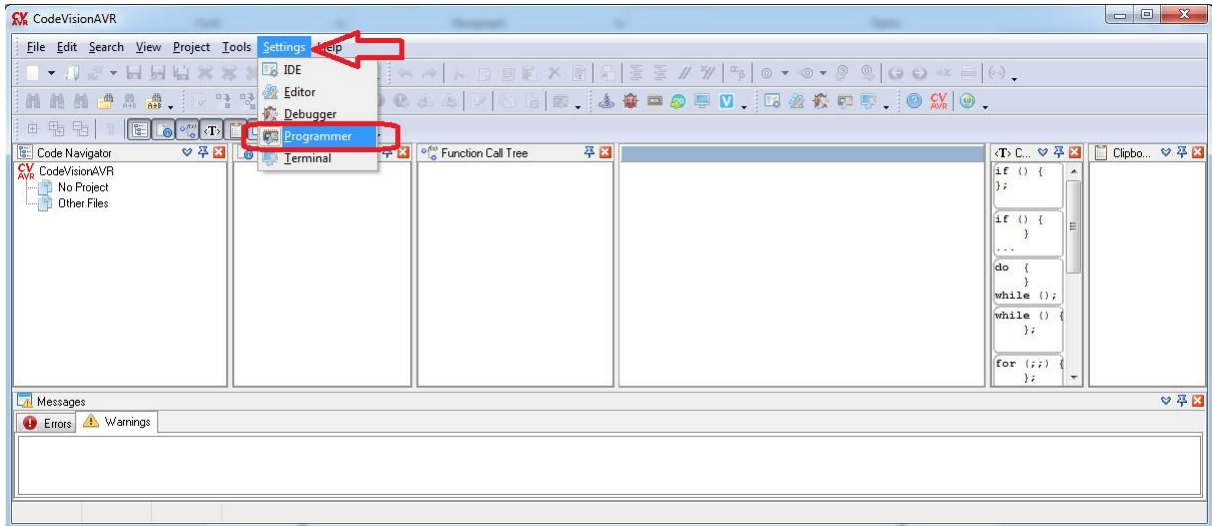 CodeVisionAVR
File Edit Search View Project Tools Settings Help
IDE
Editor
Debugger
Programmer
Terminal
Code Navigator
Function Call Tree
<T> C...
Clipbo...
CodeVisionAVR
No Project
Other Files
if () {
};
if () {
}
...
do {
}
while ();
while () {
};
for (;;) {
};
Messages
Errors
Warnings